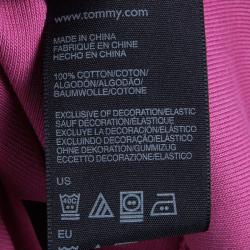 www.tommy.com
MADE IN CHINA
FABRIQUÉ EN CHINE
HECHO EN CHINA
100% COTTON/COTON/
ALGODÓN/ALGODÃO/
BAUMWOLLE/COTONE
EXCLUSIVE OF DECORATION/ELASTIC
SAUF DÉCORATION/ÉLASTIQUE
EXCLUYE LA DECORACIÓN/ELÁSTICO
EXCLUINDO DECORAÇÃO/ELÁSTICO
OHNE DEKORATION/GUMMIZUG
ECCETTO DECORAZIONE/ELASTICO
US
40C
EU